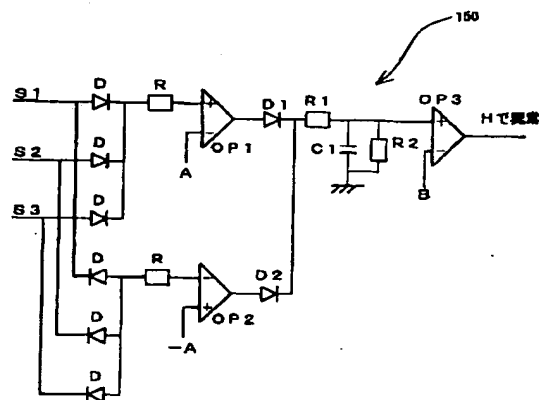 150
S1
D
R
D1
R1
OP3
Hで異常
+
-
OP1
A
C1
R2
+
-
B
S2
D
S3
D
D
R
D2
-
+
OP2
-A
D
D